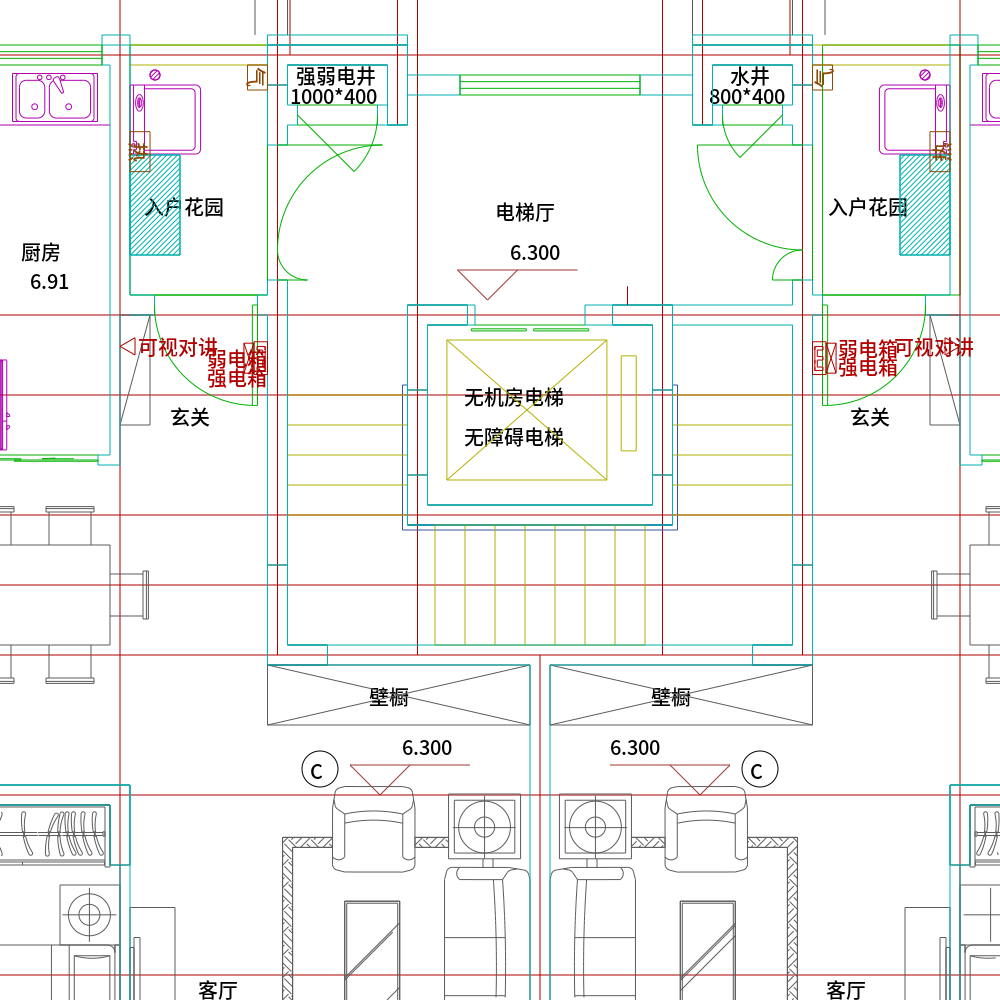 强弱电井
1000*400
水井
800*400
热
热
入户花园
电梯厅
入户花园
厨房
6.91
6.300
可视对讲
弱电箱
强电箱
弱电箱
可视对讲
强电箱
玄关
无机房电梯
玄关
无障碍电梯
壁橱
壁橱
6.300
6.300
C
C
客厅
客厅